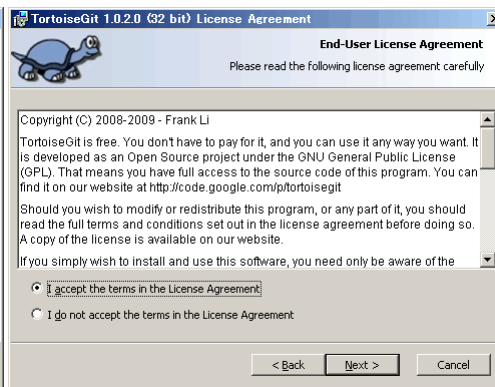 TortoiseGit 1.0.2.0 (32 bit) License Agreement
End-User License Agreement
Please read the following license agreement carefully
Copyright (C) 2008-2009 - Frank Li
TortoiseGit is free. You don't have to pay for it, and you can use it any way you want. It
is developed as an Open Source project under the GNU General Public License
(GPL). That means you have full access to the source code of this program. You can
find it on our website at http://code.google.com/p/tortoisegit
Should you wish to modify or redistribute this program, or any part of it, you should
read the full terms and conditions set out in the license agreement before doing so.
A copy of the license is available on our website.
If you simply wish to install and use this software, you need only be aware of the
I accept the terms in the License Agreement
I do not accept the terms in the License Agreement
< Back
Next >
Cancel